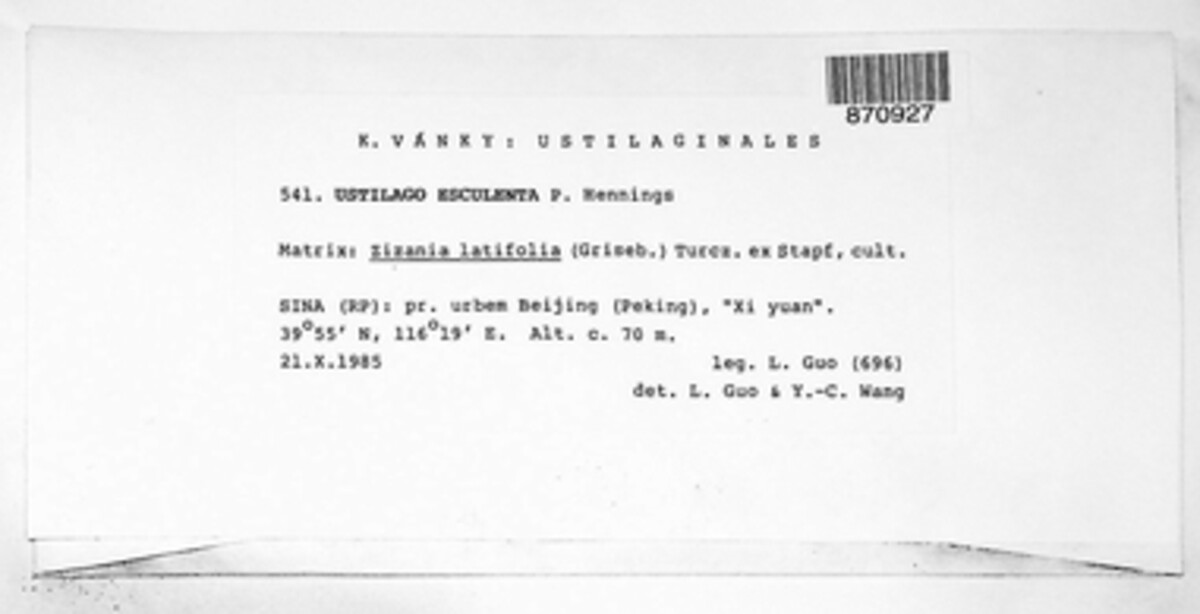 870927
K. VÁNKY: USTILAGINALES
541. USTILAGO ESCULENTA P. Hennings
Matrix: Zizania latifolia (Griseb.) Turcz. ex Stapf, cult.
SINA (RP): pr. urbem Beijing (Peking), "Xi yuan".
39°55' N, 116°19' E. Alt. c. 70 m.
21.X.1985 leg. L. Guo (696)
det. L. Guo & Y.-C. Wang